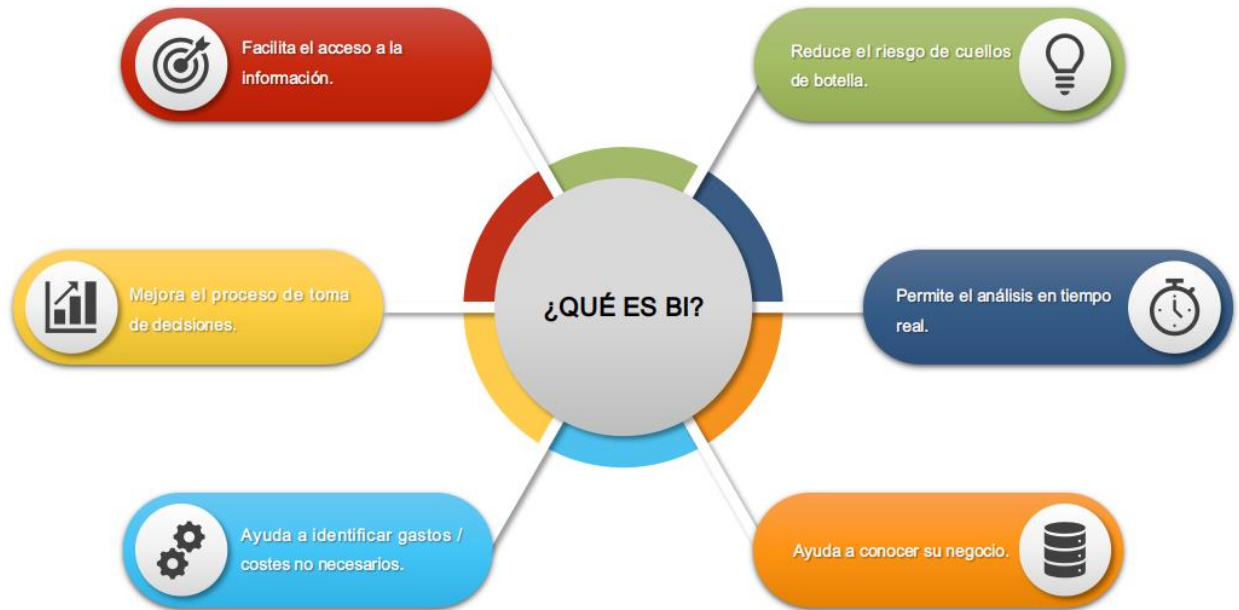 Facilita el acceso a la
información.
Reduce el riesgo de cuellos
de botella.
Mejora el proceso de toma
de decisiones.
¿QUÉ ES BI?
Permite el análisis en tiempo
real.
Ayuda a identificar gastos /
costes no necesarios.
Ayuda a conocer su negocio.